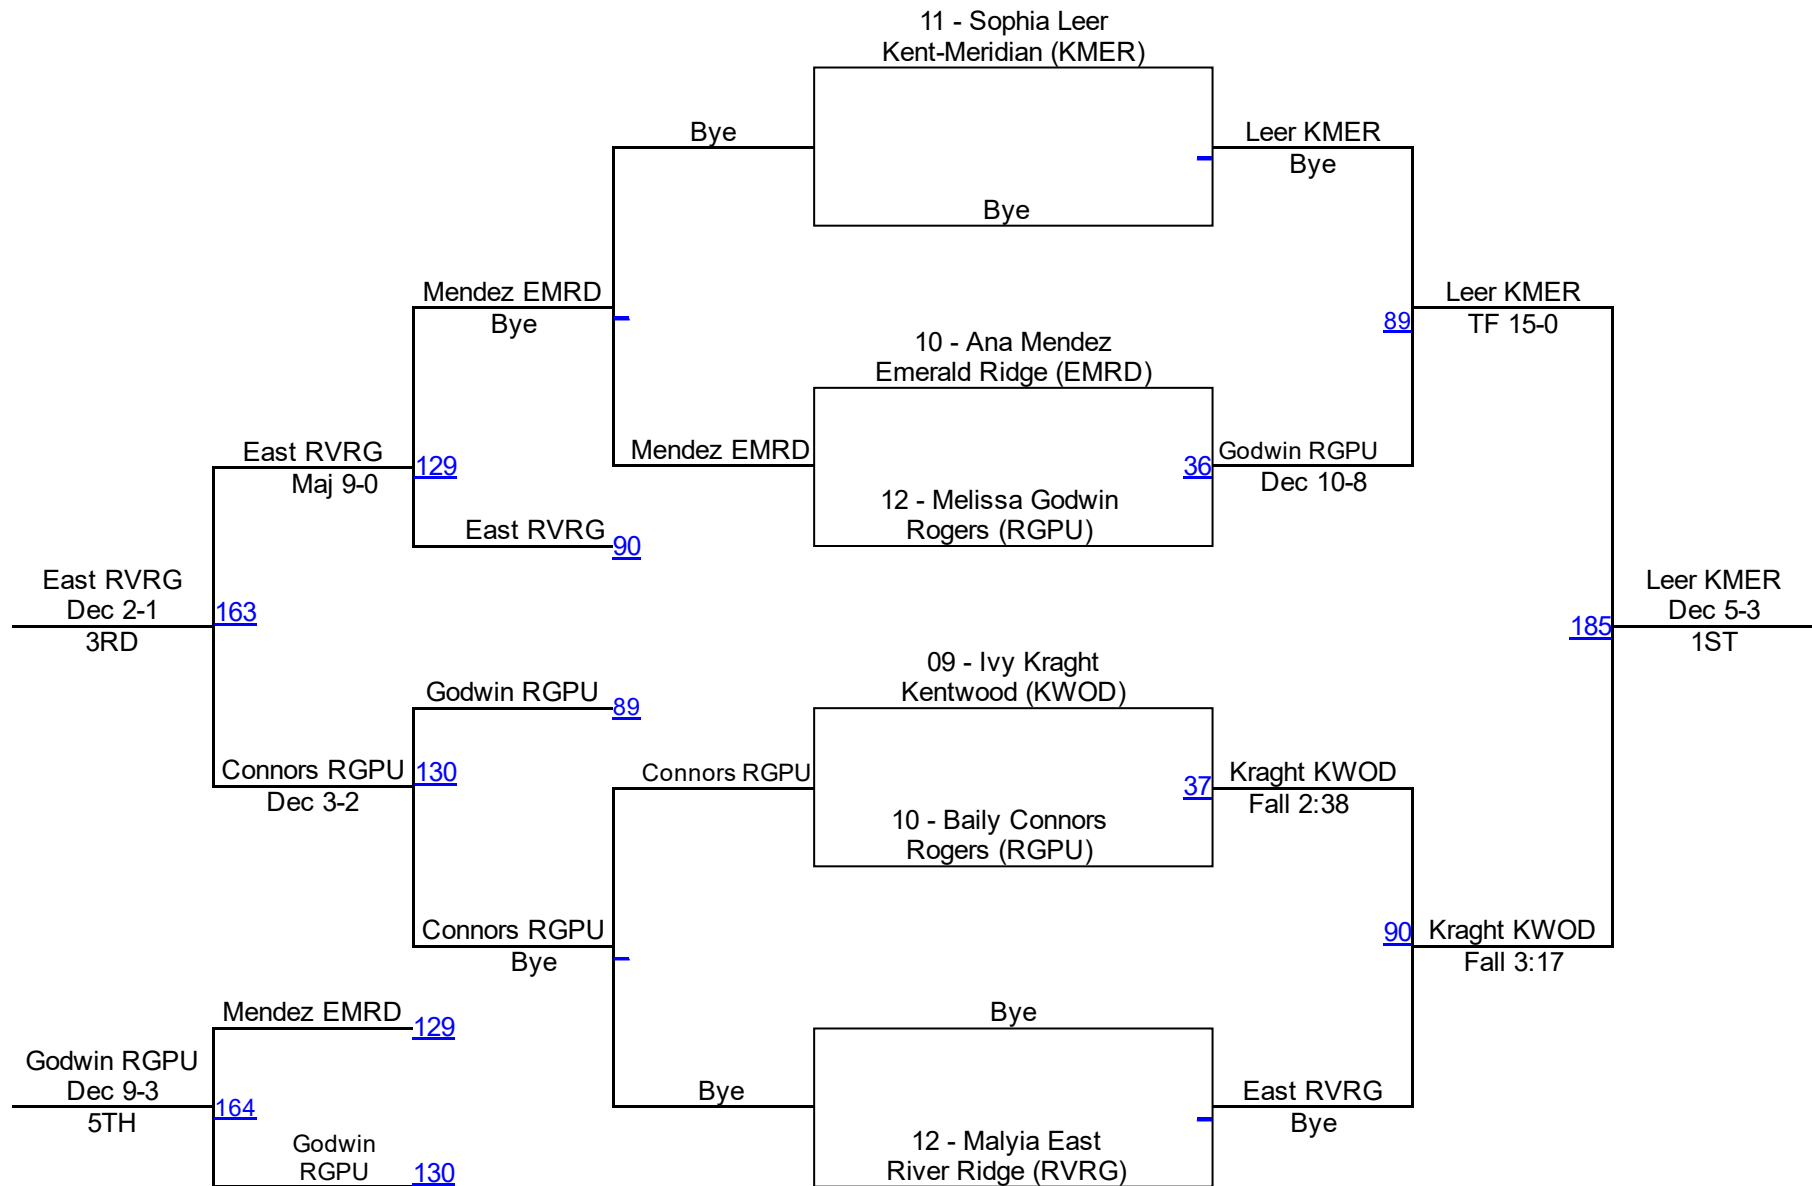 11 - Sophia Leer
Kent-Meridian (KMER)
Bye
Leer KMER
Bye
Bye
Mendez EMRD
Bye
Leer KMER
89
TF 15-0
10 - Ana Mendez
Emerald Ridge (EMRD)
East RVRG
129
Maj 9-0
Mendez EMRD
36
Godwin RGPU
Dec 10-8
12 - Melissa Godwin
Rogers (RGPU)
East RVRG
90
East RVRG
Dec 2-1
163
3RD
Leer KMER
185
Dec 5-3
1ST
09 - Ivy Kraght
Kentwood (KWOD)
Godwin RGPU
89
Connors RGPU
130
Dec 3-2
Connors RGPU
37
Kraght KWOD
Fall 2:38
10 - Baily Connors
Rogers (RGPU)
Connors RGPU
Bye
90
Kraght KWOD
Fall 3:17
Mendez EMRD
129
Bye
Godwin RGPU
Dec 9-3
164
5TH
Bye
East RVRG
Bye
Godwin
RGPU
130
12 - Malyia East
River Ridge (RVRG)